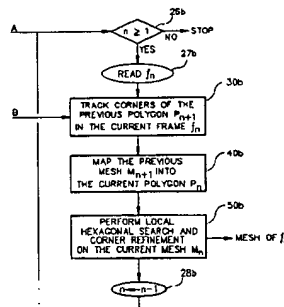 26b
A
n ≥ 1
NO
STOP
YES
27b
READ fn
30b
TRACK CORNERS OF THE
PREVIOUS POLYGON Pn+1
IN THE CURRENT FRAME fn
B
40b
MAP THE PREVIOUS
MESH Mn+1 INTO
THE CURRENT POLYGON Pn
50b
PERFORM LOCAL
HEXAGONAL SEARCH AND
CORNER REFINEMENT
ON THE CURRENT MESH Mn
MESH OF f
28b
n←n-1